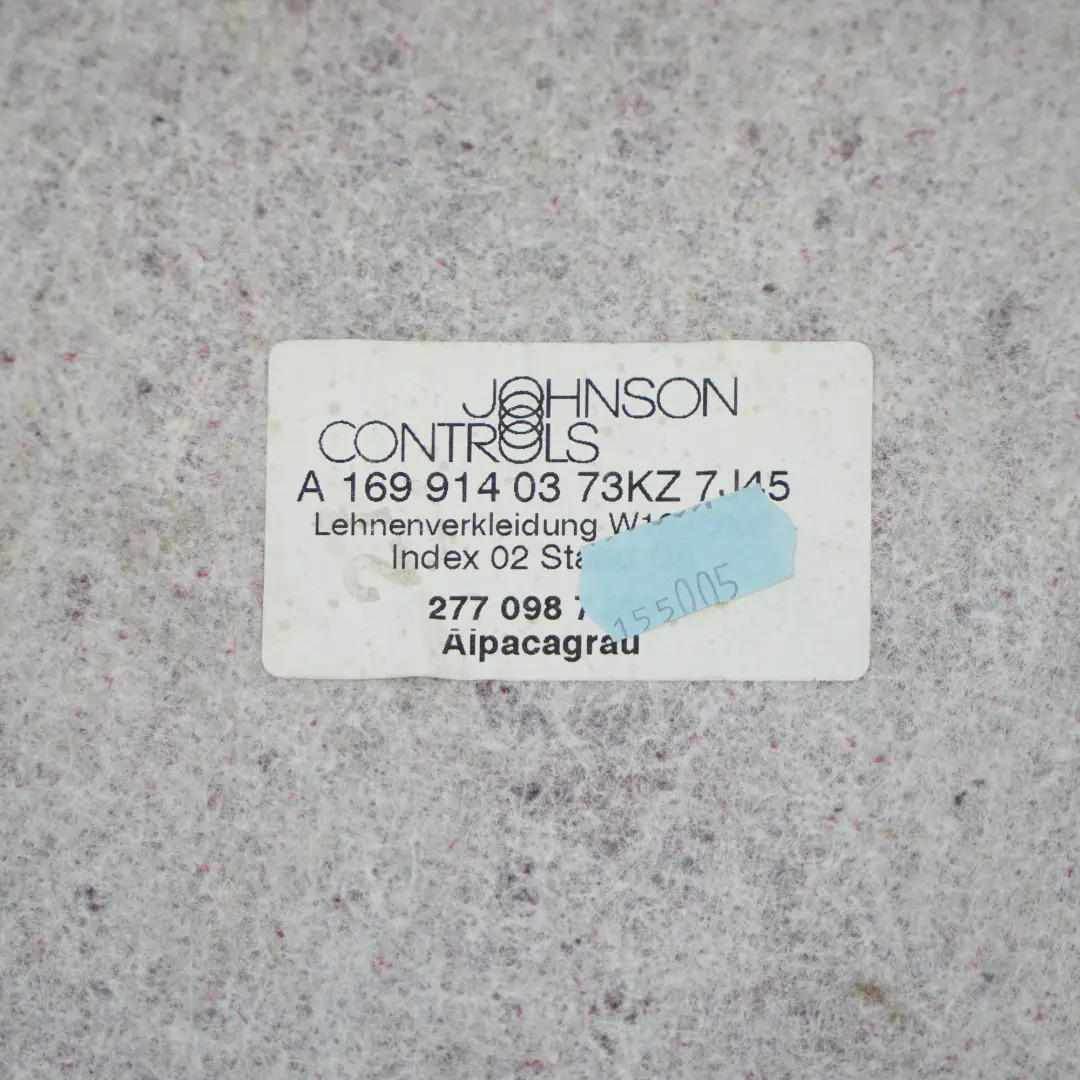 JOHNSON
CONTROLS
A 169 914 03 73KZ 7J45
Lehnenverkleidung
Index 02
277 098
Alpacagrau
155005